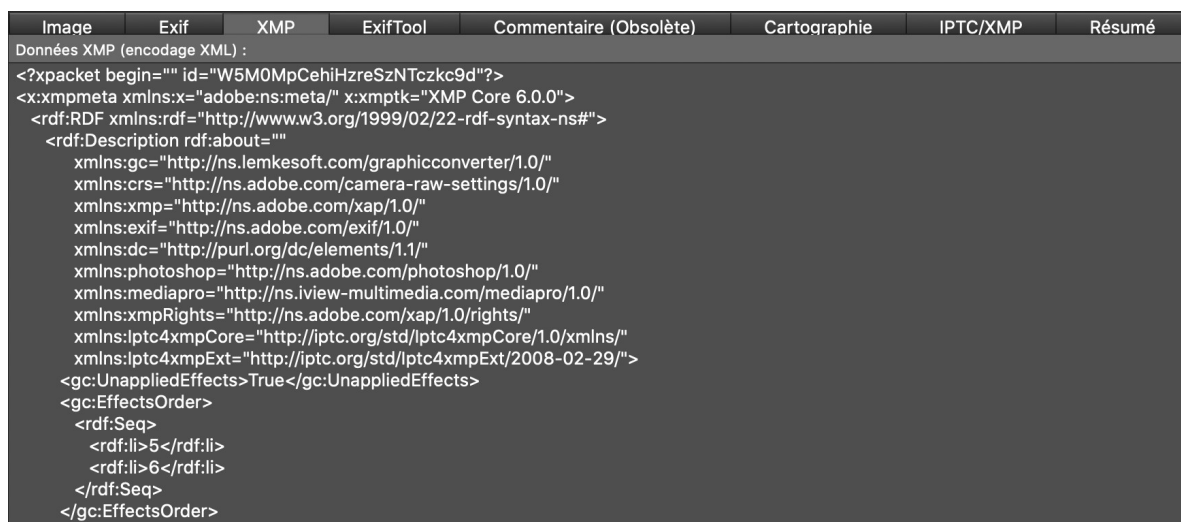 Image Exif XMP ExifTool Commentaire (Obsolète) Cartographie IPTC/XMP Résumé
Données XMP (encodage XML) :
<?xpacket begin="" id="W5M0MpCehiHzreSzNTczkc9d"?>
<x:xmpmeta xmlns:x="adobe:ns:meta/" x:xmptk="XMP Core 6.0.0">
<rdf:RDF xmlns:rdf="http://www.w3.org/1999/02/22-rdf-syntax-ns#">
<rdf:Description rdf:about=""
xmlns:gc="http://ns.lemkesoft.com/graphicconverter/1.0/"
xmlns:crs="http://ns.adobe.com/camera-raw-settings/1.0/"
xmlns:xmp="http://ns.adobe.com/xap/1.0/"
xmlns:exif="http://ns.adobe.com/exif/1.0/"
xmlns:dc="http://purl.org/dc/elements/1.1/"
xmlns:photoshop="http://ns.adobe.com/photoshop/1.0/"
xmlns:mediapro="http://ns.iview-multimedia.com/mediapro/1.0/"
xmlns:xmpRights="http://ns.adobe.com/xap/1.0/rights/"
xmlns:Iptc4xmpCore="http://iptc.org/std/Iptc4xmpCore/1.0/xmlns/"
xmlns:Iptc4xmpExt="http://iptc.org/std/Iptc4xmpExt/2008-02-29/">
<gc:UnappliedEffects>True</gc:UnappliedEffects>
<gc:EffectsOrder>
<rdf:Seq>
<rdf:li>5</rdf:li>
<rdf:li>6</rdf:li>
</rdf:Seq>
</gc:EffectsOrder>